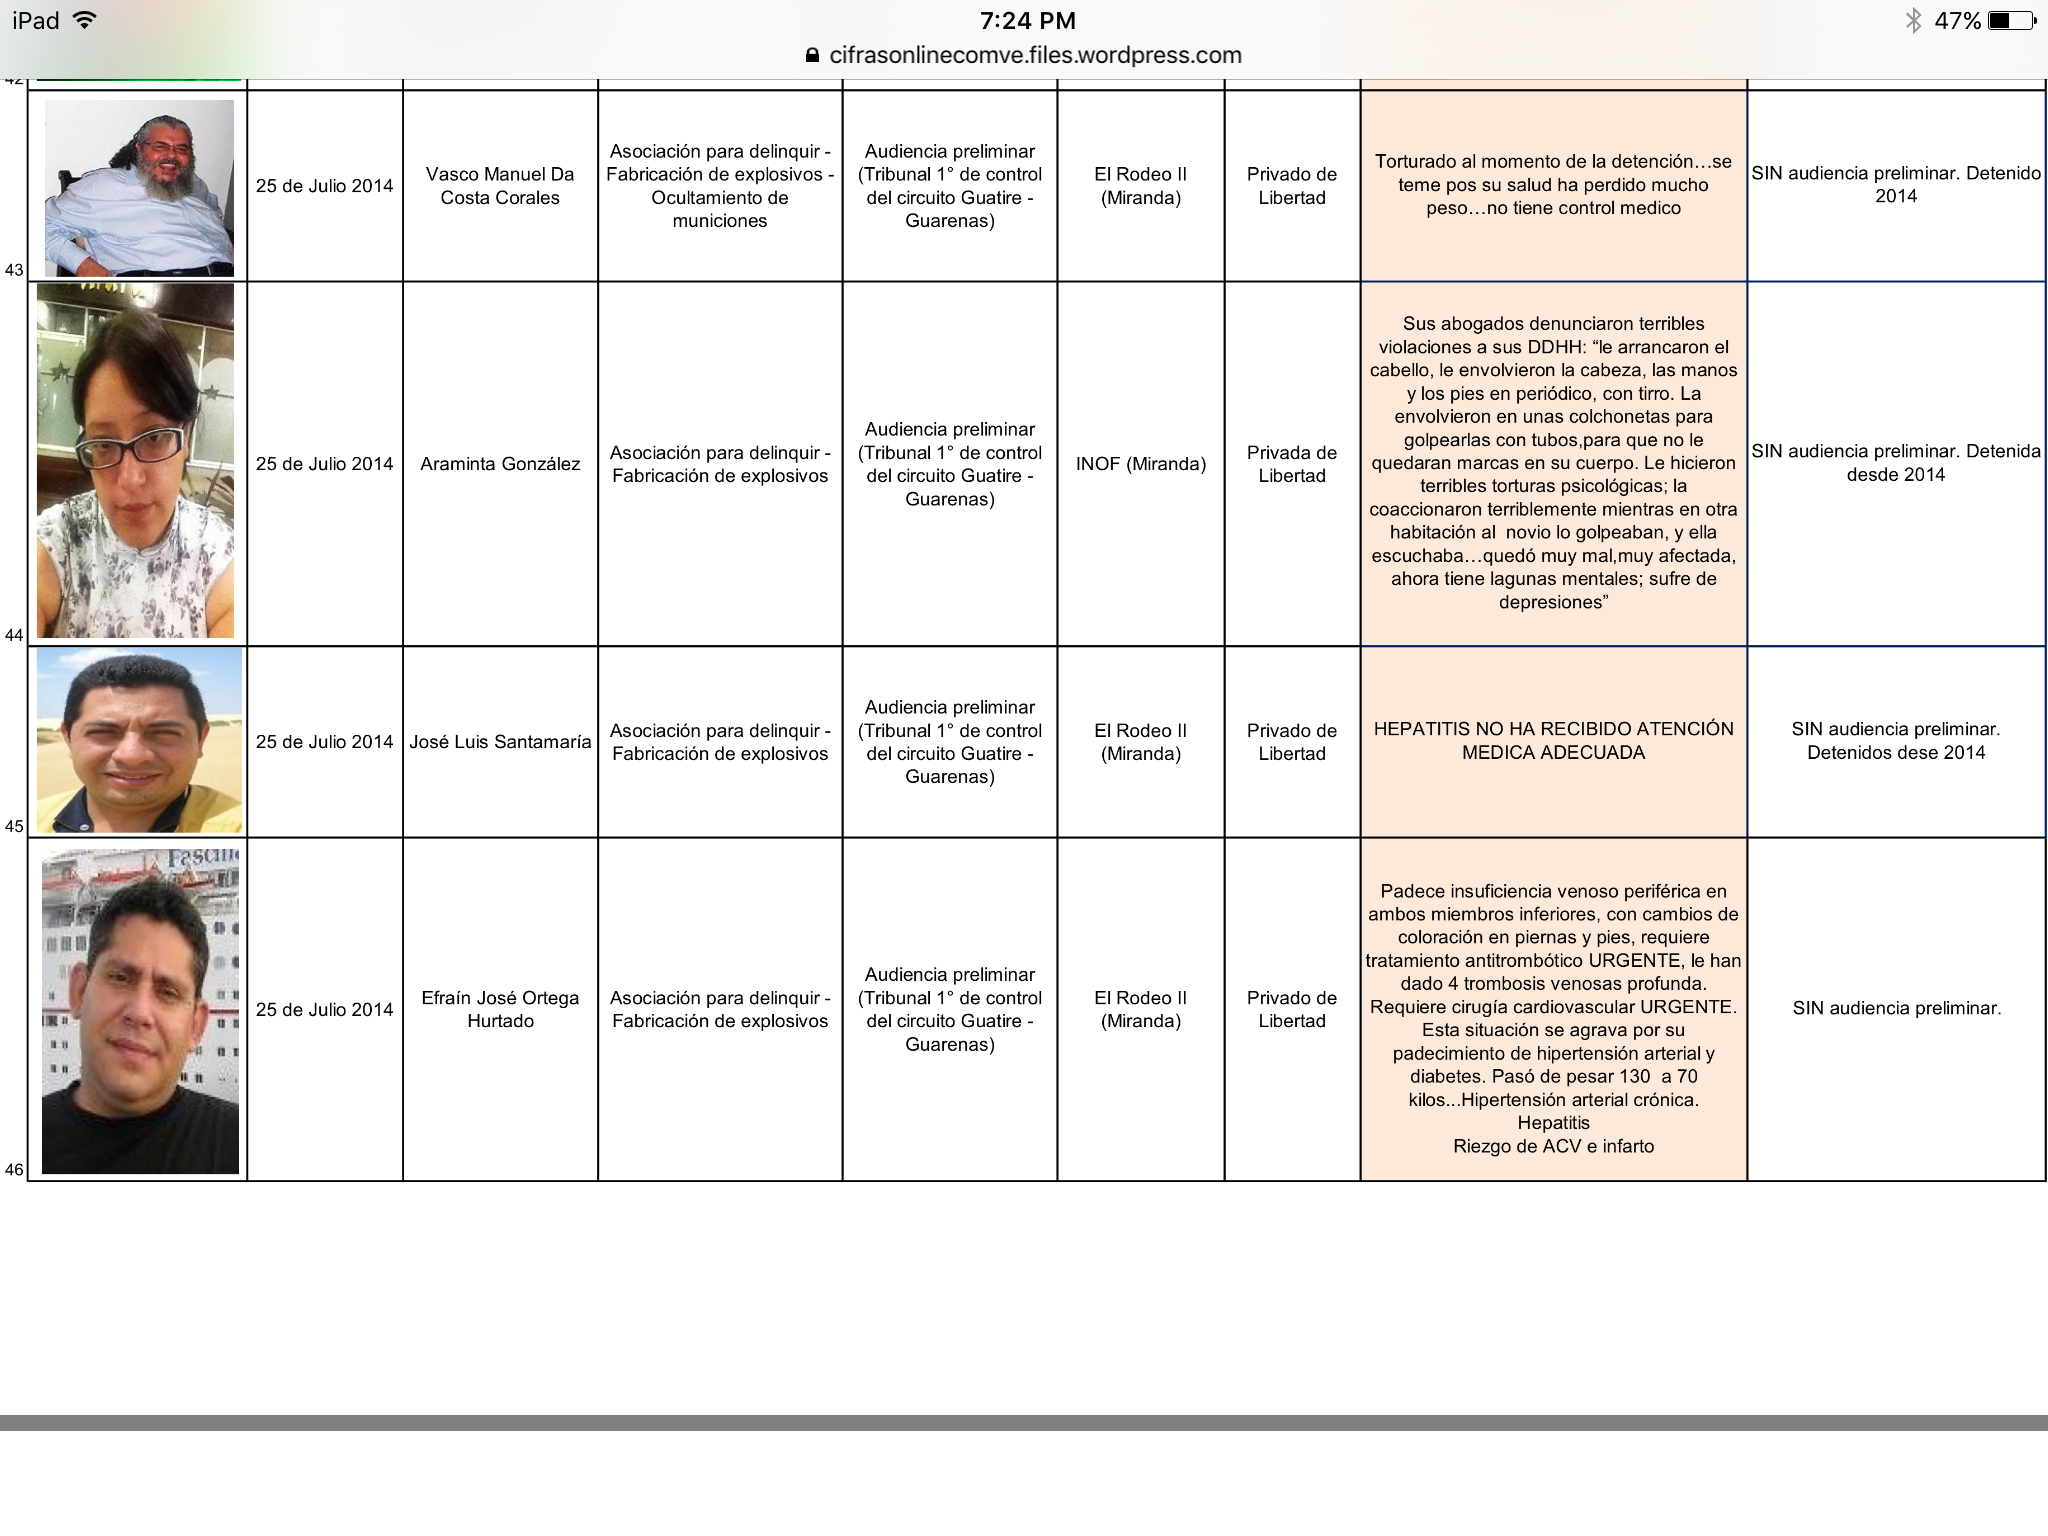 iPad
7:24 PM
47%
cifrasonlinecomve.files.wordpress.com
42
43
25 de Julio 2014
Vasco Manuel Da
Costa Corales
Asociación para delinquir -
Fabricación de explosivos -
Ocultamiento de
municiones
Audiencia preliminar
(Tribunal 1° de control
del circuito Guatire -
Guarenas)
El Rodeo II
(Miranda)
Privado de
Libertad
Torturado al momento de la detención…se
teme pos su salud ha perdido mucho
peso…no tiene control medico
SIN audiencia preliminar. Detenido
2014
44
25 de Julio 2014
Araminta González
Asociación para delinquir -
Fabricación de explosivos
Audiencia preliminar
(Tribunal 1° de control
del circuito Guatire -
Guarenas)
INOF (Miranda)
Privada de
Libertad
Sus abogados denunciaron terribles
violaciones a sus DDHH: “le arrancaron el
cabello, le envolvieron la cabeza, las manos
y los pies en periódico, con tirro. La
envolvieron en unas colchonetas para
golpearlas con tubos,para que no le
quedaran marcas en su cuerpo. Le hicieron
terribles torturas psicológicas; la
coaccionaron terriblemente mientras en otra
habitación al  novio lo golpeaban, y ella
escuchaba…quedó muy mal,muy afectada,
ahora tiene lagunas mentales; sufre de
depresiones”
SIN audiencia preliminar. Detenida
desde 2014
45
25 de Julio 2014
José Luis Santamaría
Asociación para delinquir -
Fabricación de explosivos
Audiencia preliminar
(Tribunal 1° de control
del circuito Guatire -
Guarenas)
El Rodeo II
(Miranda)
Privado de
Libertad
HEPATITIS NO HA RECIBIDO ATENCIÓN
MEDICA ADECUADA
SIN audiencia preliminar.
Detenidos dese 2014
46
25 de Julio 2014
Efraín José Ortega
Hurtado
Asociación para delinquir -
Fabricación de explosivos
Audiencia preliminar
(Tribunal 1° de control
del circuito Guatire -
Guarenas)
El Rodeo II
(Miranda)
Privado de
Libertad
Padece insuficiencia venoso periférica en
ambos miembros inferiores, con cambios de
coloración en piernas y pies, requiere
tratamiento antitrombótico URGENTE, le han
dado 4 trombosis venosas profunda.
Requiere cirugía cardiovascular URGENTE.
Esta situación se agrava por su
padecimiento de hipertensión arterial y
diabetes. Pasó de pesar 130  a 70
kilos...Hipertensión arterial crónica.
Hepatitis
Riezgo de ACV e infarto
SIN audiencia preliminar.